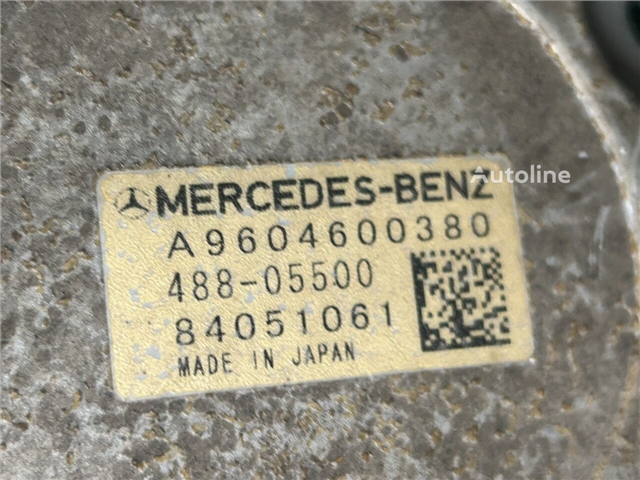 Autoline
MERCEDES-BENZ
A9604600380
488-05500
84051061
MADE IN JAPAN